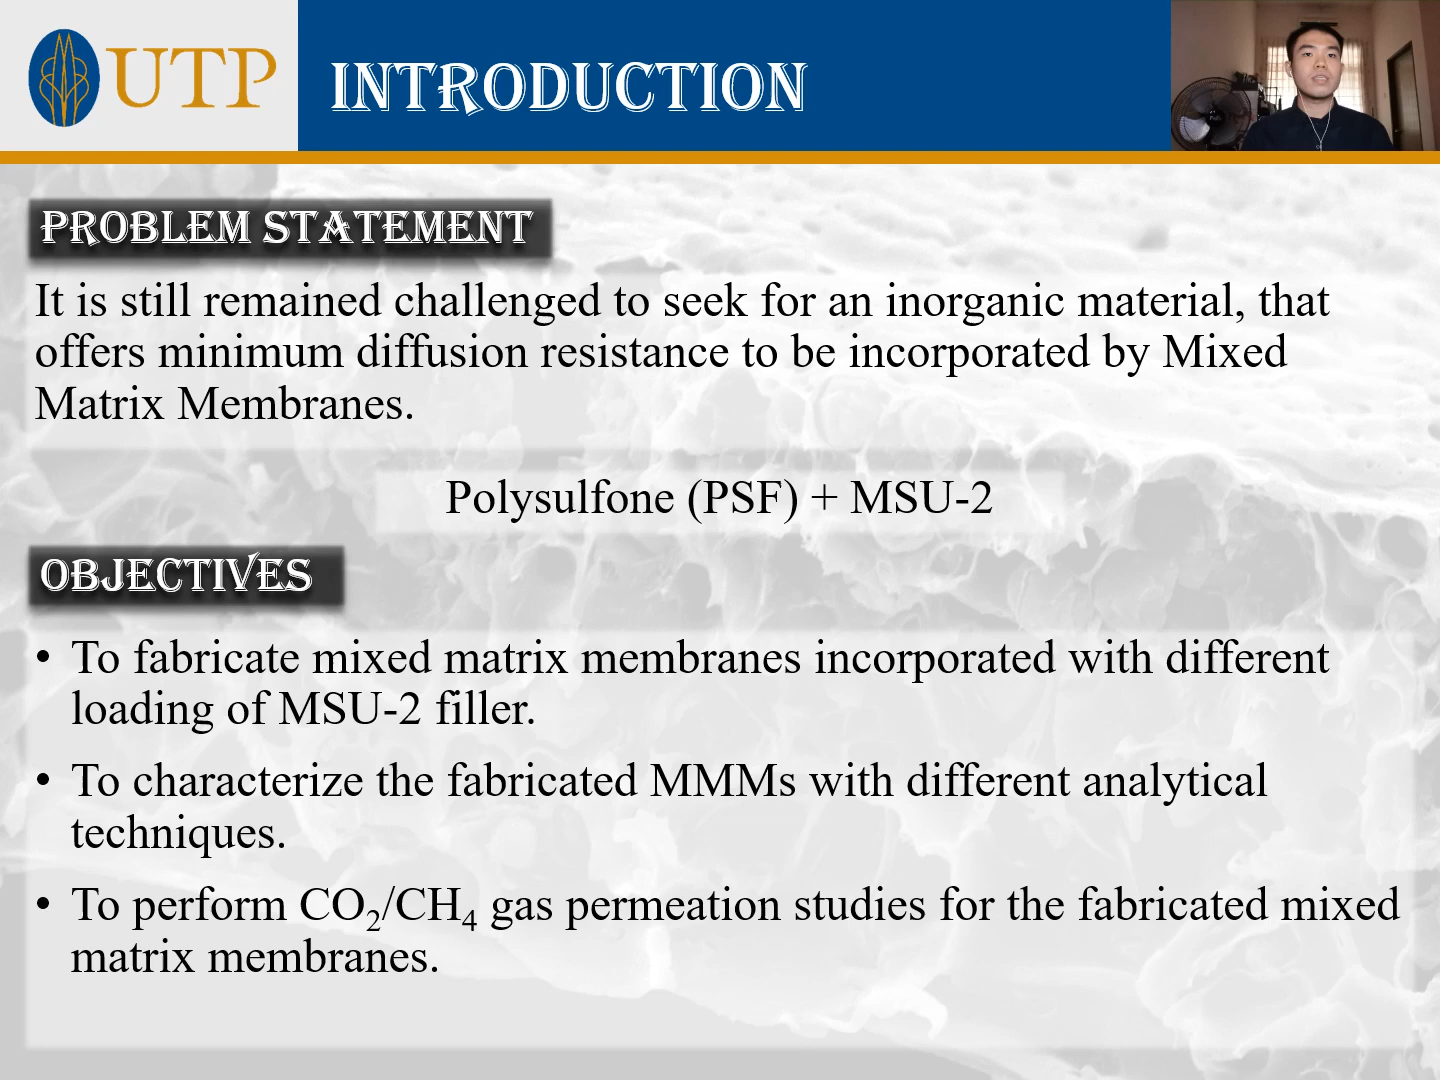 UTP
INTRODUCTION
PROBLEM STATEMENT
It is still remained challenged to seek for an inorganic material, that
offers minimum diffusion resistance to be incorporated by Mixed
Matrix Membranes.
Polysulfone (PSF) + MSU-2
OBJECTIVES
• To fabricate mixed matrix membranes incorporated with different
loading of MSU-2 filler.
• To characterize the fabricated MMMs with different analytical
techniques.
• To perform CO₂/CH₄ gas permeation studies for the fabricated mixed
matrix membranes.